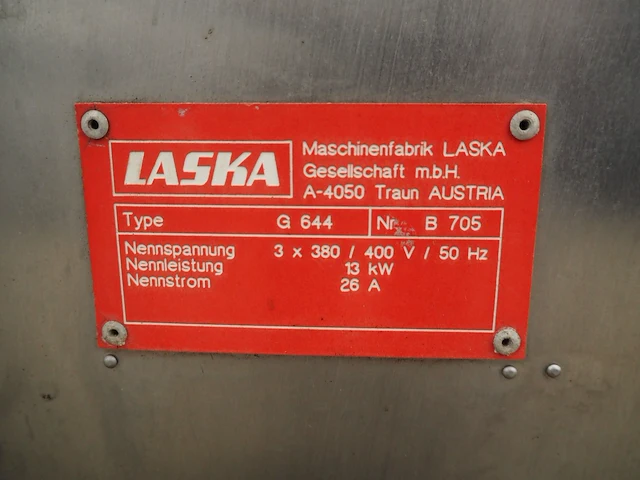 LASKA
Maschinenfabrik LASKA
Gesellschaft m.b.H.
A-4050 Traun AUSTRIA
Type G 644 Nr. B 705
Nennspannung 3 x 380 / 400 V / 50 Hz
Nennleistung 13 kW
Nennstrom 26 A